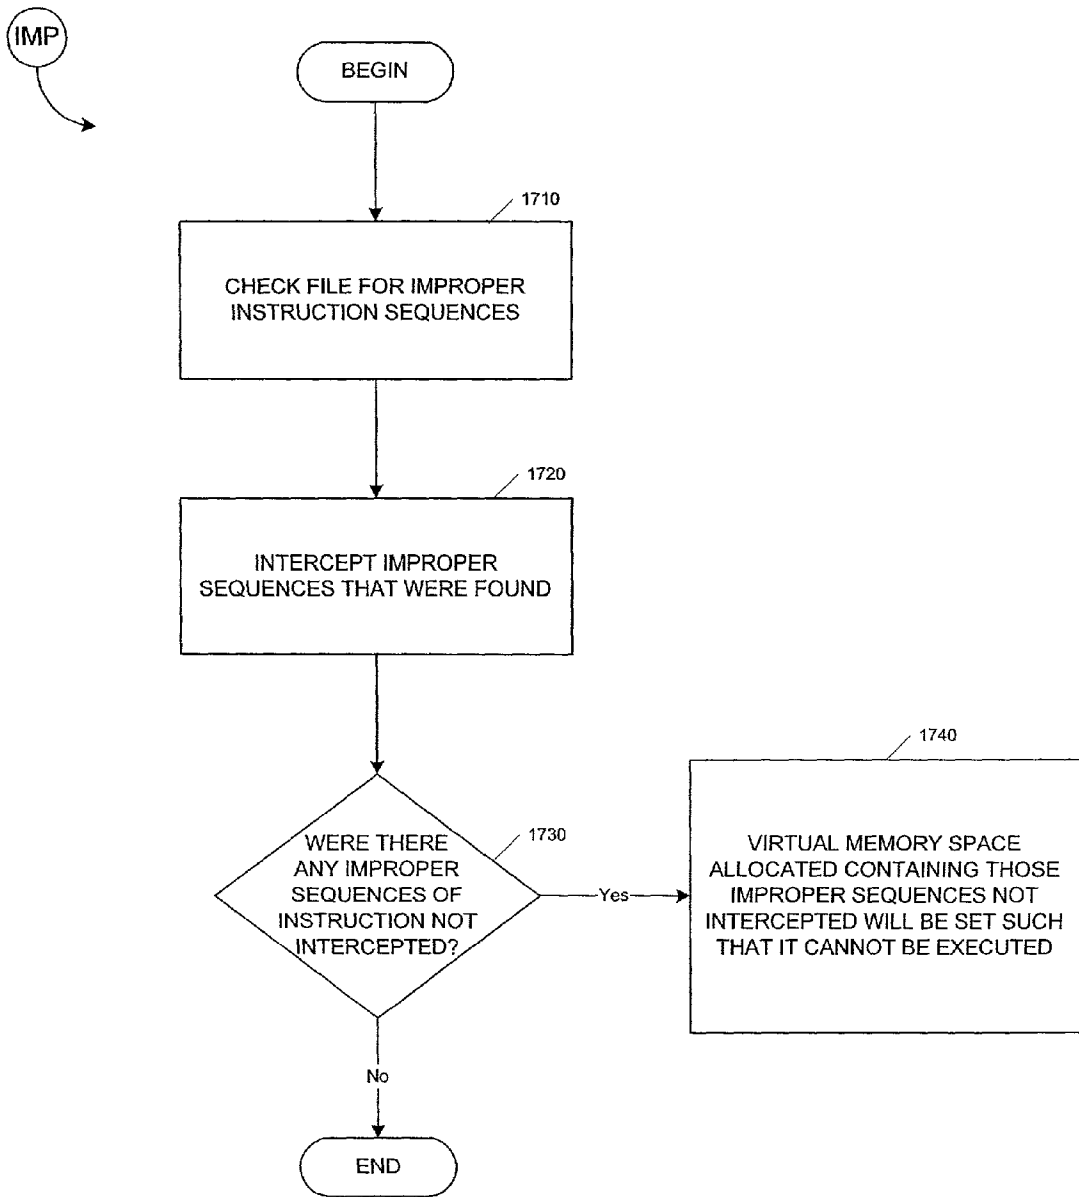 IMP
BEGIN
1710
CHECK FILE FOR IMPROPER
INSTRUCTION SEQUENCES
1720
INTERCEPT IMPROPER
SEQUENCES THAT WERE FOUND
1730
WERE THERE
ANY IMPROPER
SEQUENCES OF
INSTRUCTION NOT
INTERCEPTED?
Yes
1740
VIRTUAL MEMORY SPACE
ALLOCATED CONTAINING THOSE
IMPROPER SEQUENCES NOT
INTERCEPTED WILL BE SET SUCH
THAT IT CANNOT BE EXECUTED
No
END